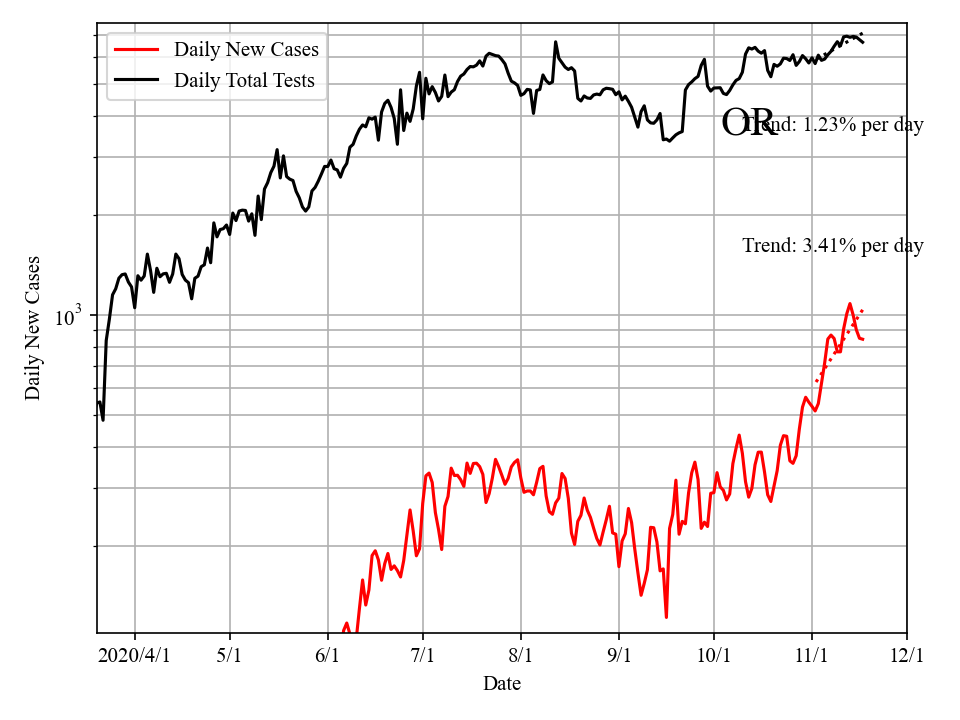 Daily New Cases
Daily Total Tests
OR
Trend: 1.23% per day
Trend: 3.41% per day
10³
Daily New Cases
2020/4/1 5/1 6/1 7/1 8/1 9/1 10/1 11/1 12/1
Date